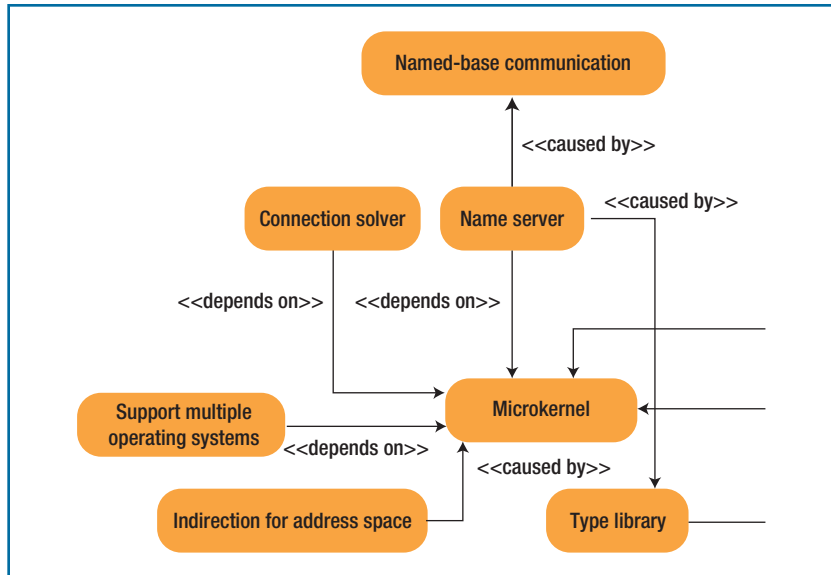 Named-base communication
<<caused by>>
<<caused by>>
Connection solver
Name server
<<depends on>>
<<depends on>>
Support multiple
operating systems
Microkernel
<<depends on>>
<<caused by>>
Indirection for address space
Type library